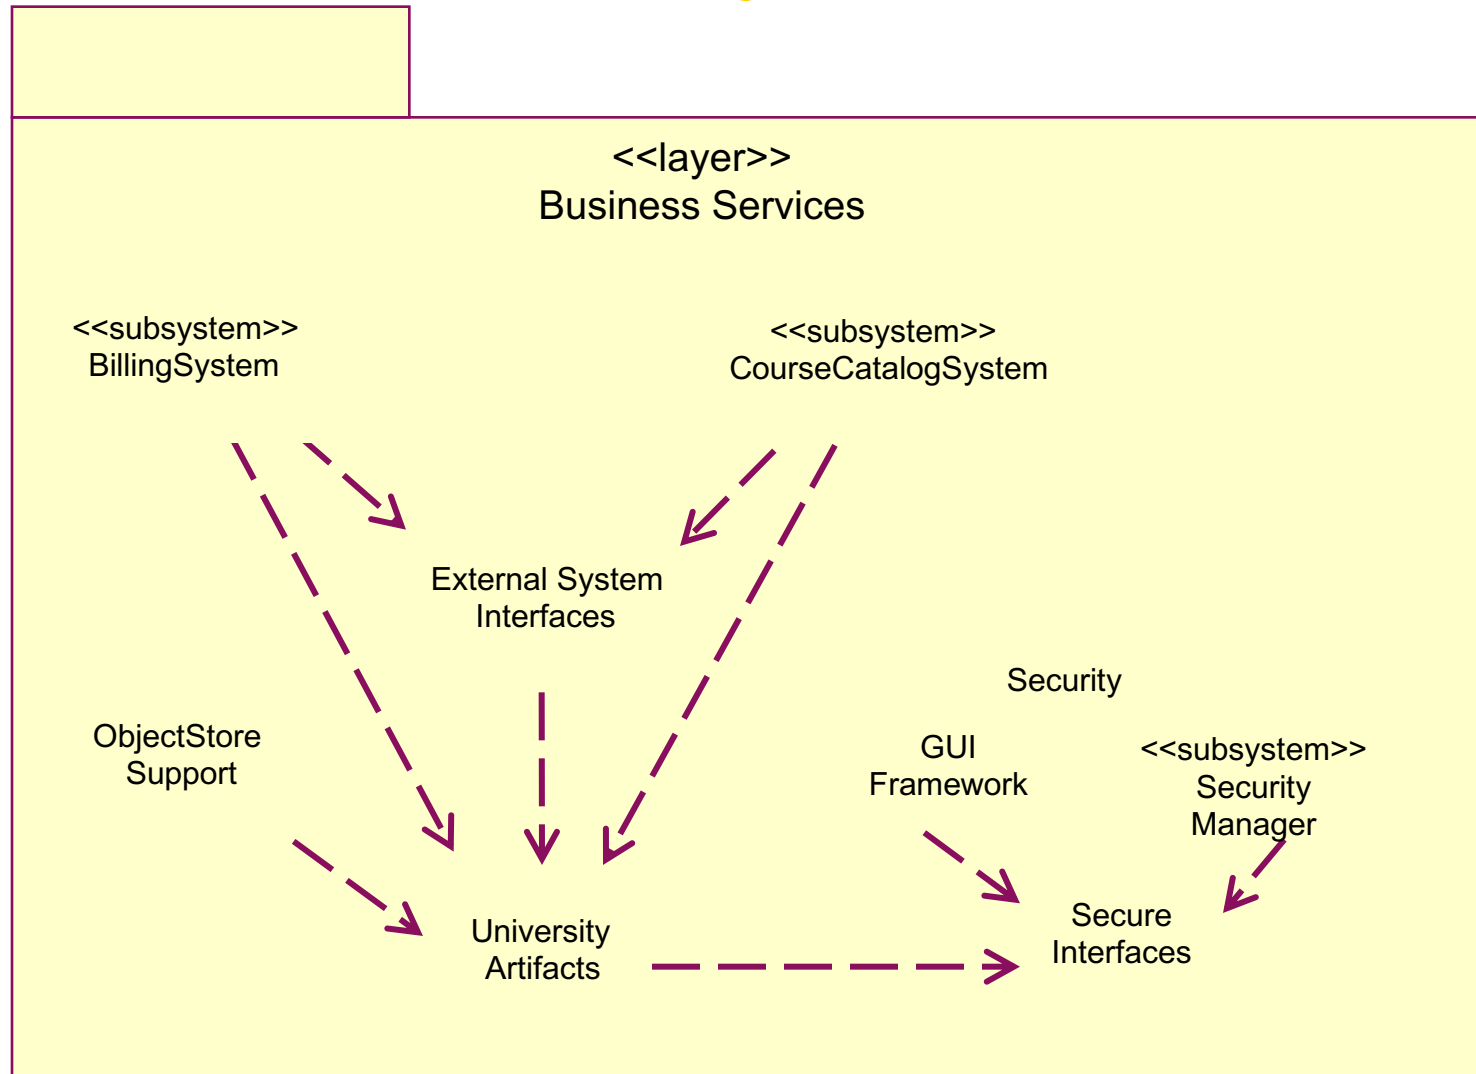 <<layer>>
Business Services
<<subsystem>>
BillingSystem
<<subsystem>>
CourseCatalogSystem
External System
Interfaces
Security
ObjectStore
Support
GUI
Framework
<<subsystem>>
Security
Manager
University
Artifacts
Secure
Interfaces